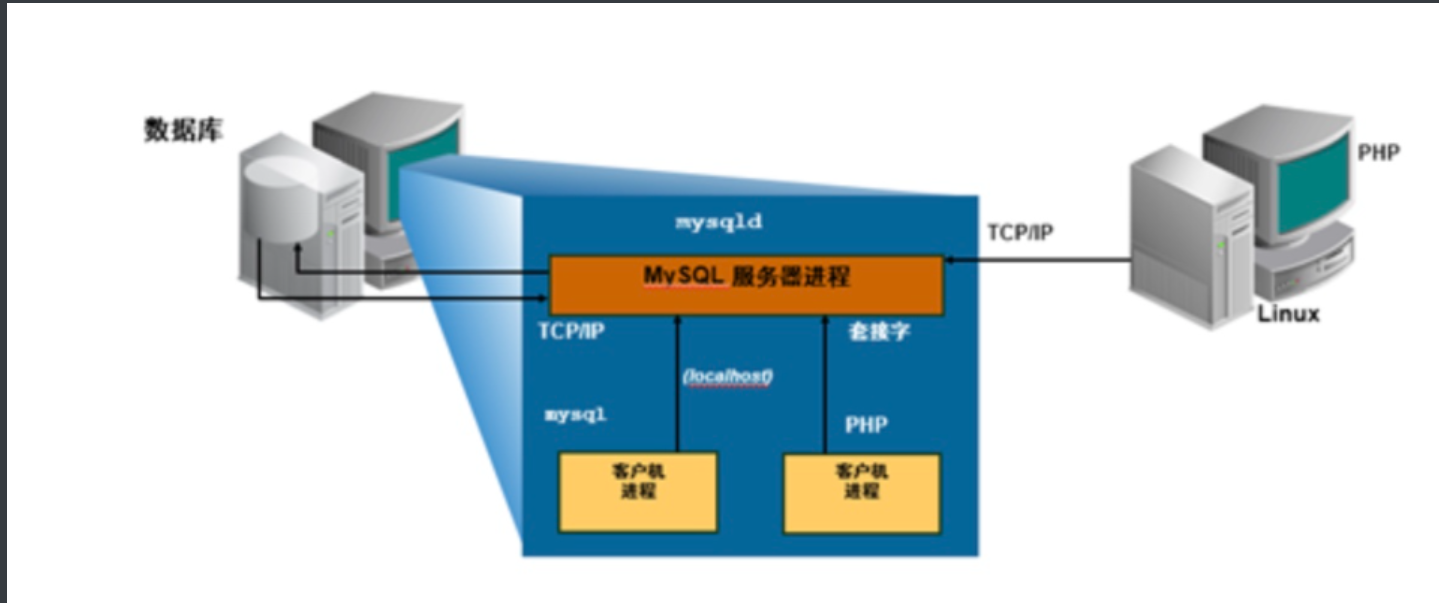 数据库
mysqld
MySQL 服务器进程
TCP/IP
PHP
Linux
TCP/IP
套接字
(localhost)
mysql
PHP
客户机
进程
客户机
进程